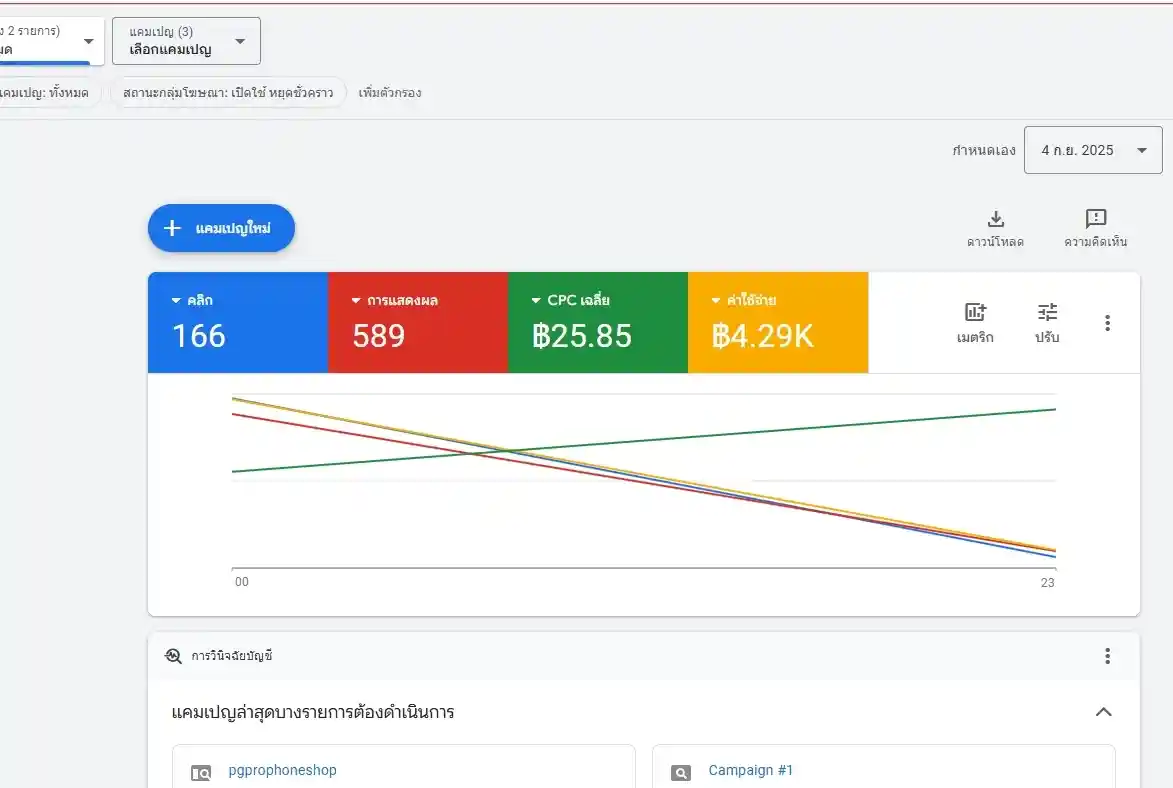 ง 2 รายการ)
มด
แคมเปญ (3)
เลือกแคมเปญ
แคมเปญ: ทั้งหมด
สถานะกลุ่มโฆษณา: เปิดใช้ หยุดชั่วคราว
เพิ่มตัวกรอง
กำหนดเอง
4 ก.ย. 2025
แคมเปญใหม่
ดาวน์โหลด
ความคิดเห็น
คลิก
166
การแสดงผล
589
CPC เฉลี่ย
฿25.85
ค่าใช้จ่าย
฿4.29K
เมตริก
ปรับ
00
23
การวินิจฉัยบัญชี
แคมเปญล่าสุดบางรายการต้องดำเนินการ
pgprophoneshop
Campaign #1